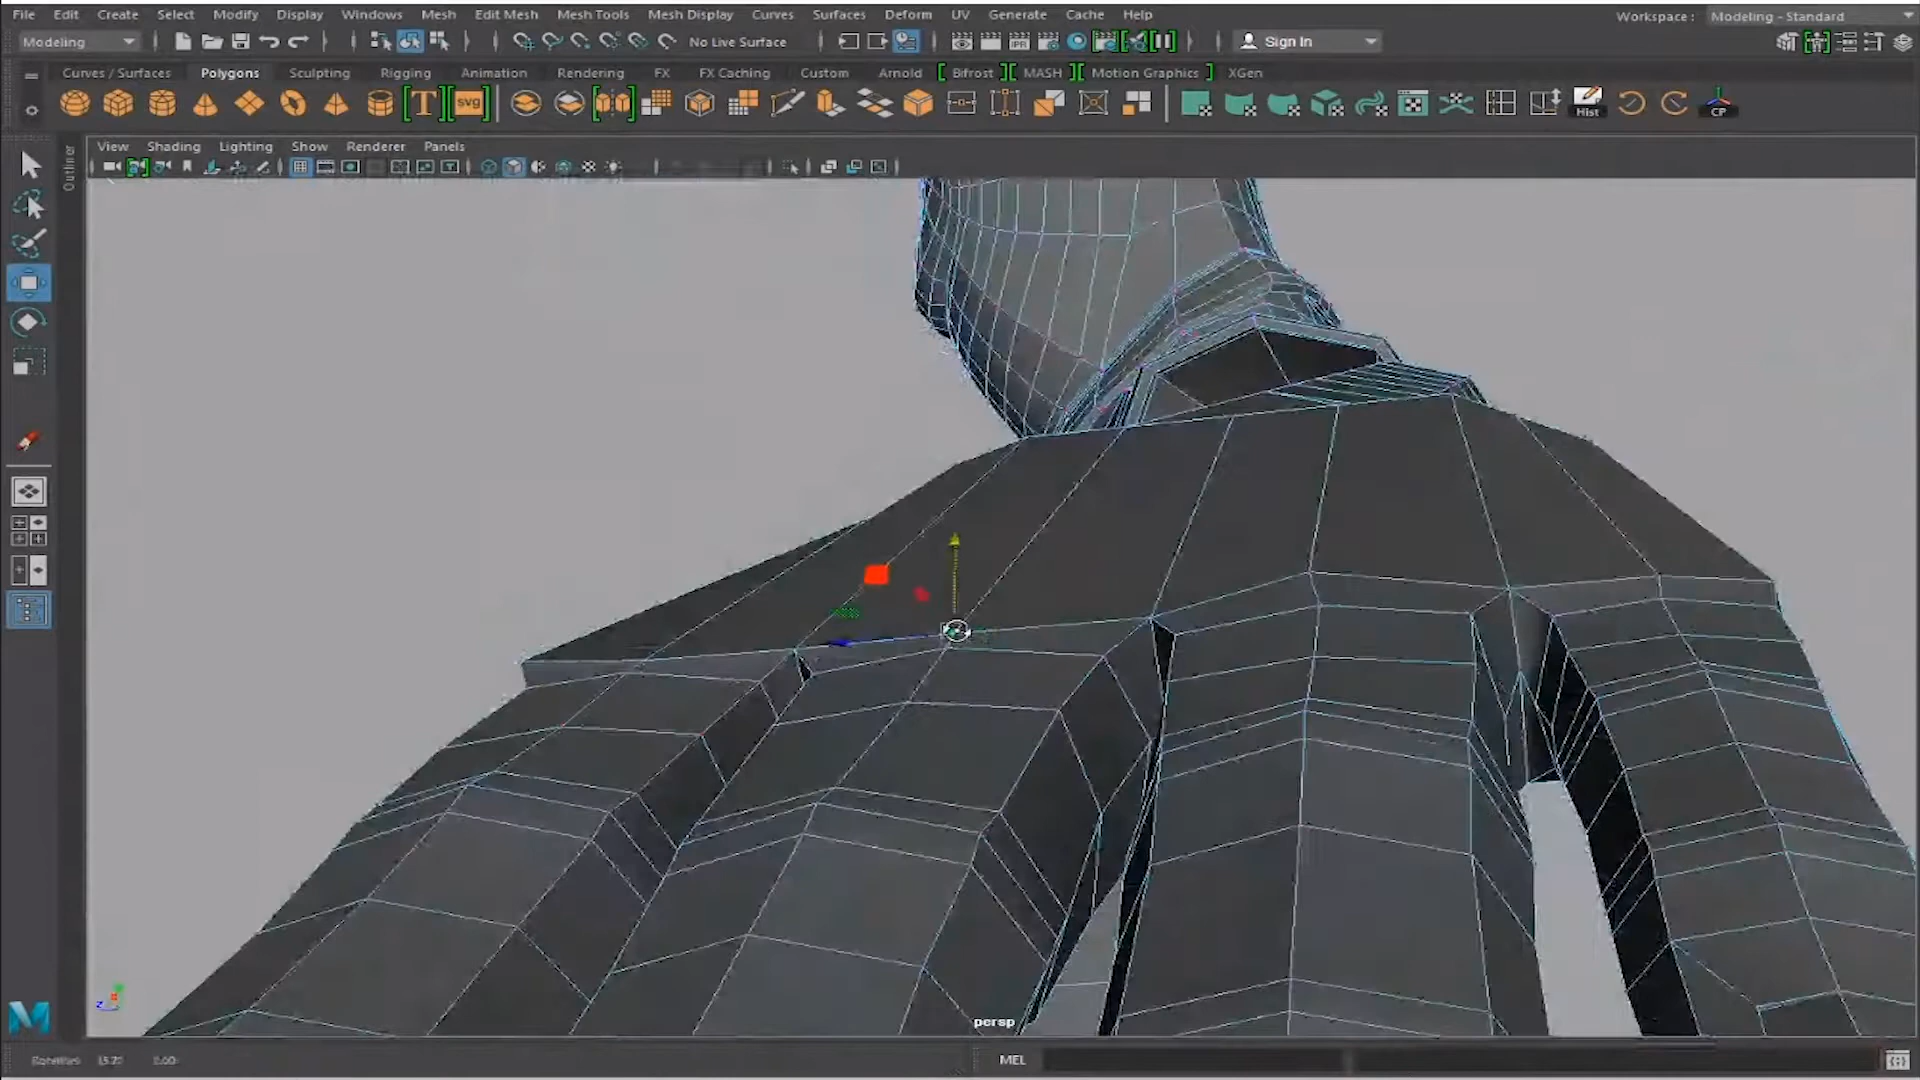 File Edit Create Select Modify Display Windows Mesh Edit Mesh Mesh Tools Mesh Display Curves Surfaces Deform UV Generate Cache Help Workspace : Modeling - Standard
Modeling No Live Surface IPR Sign In
Curves / Surfaces Polygons Sculpting Rigging Animation Rendering FX FX Caching Custom Arnold Bifrost MASH Motion Graphics XGen
T svg Hist CP
View Shading Lighting Show Renderer Panels
Outliner
z
persp
MEL